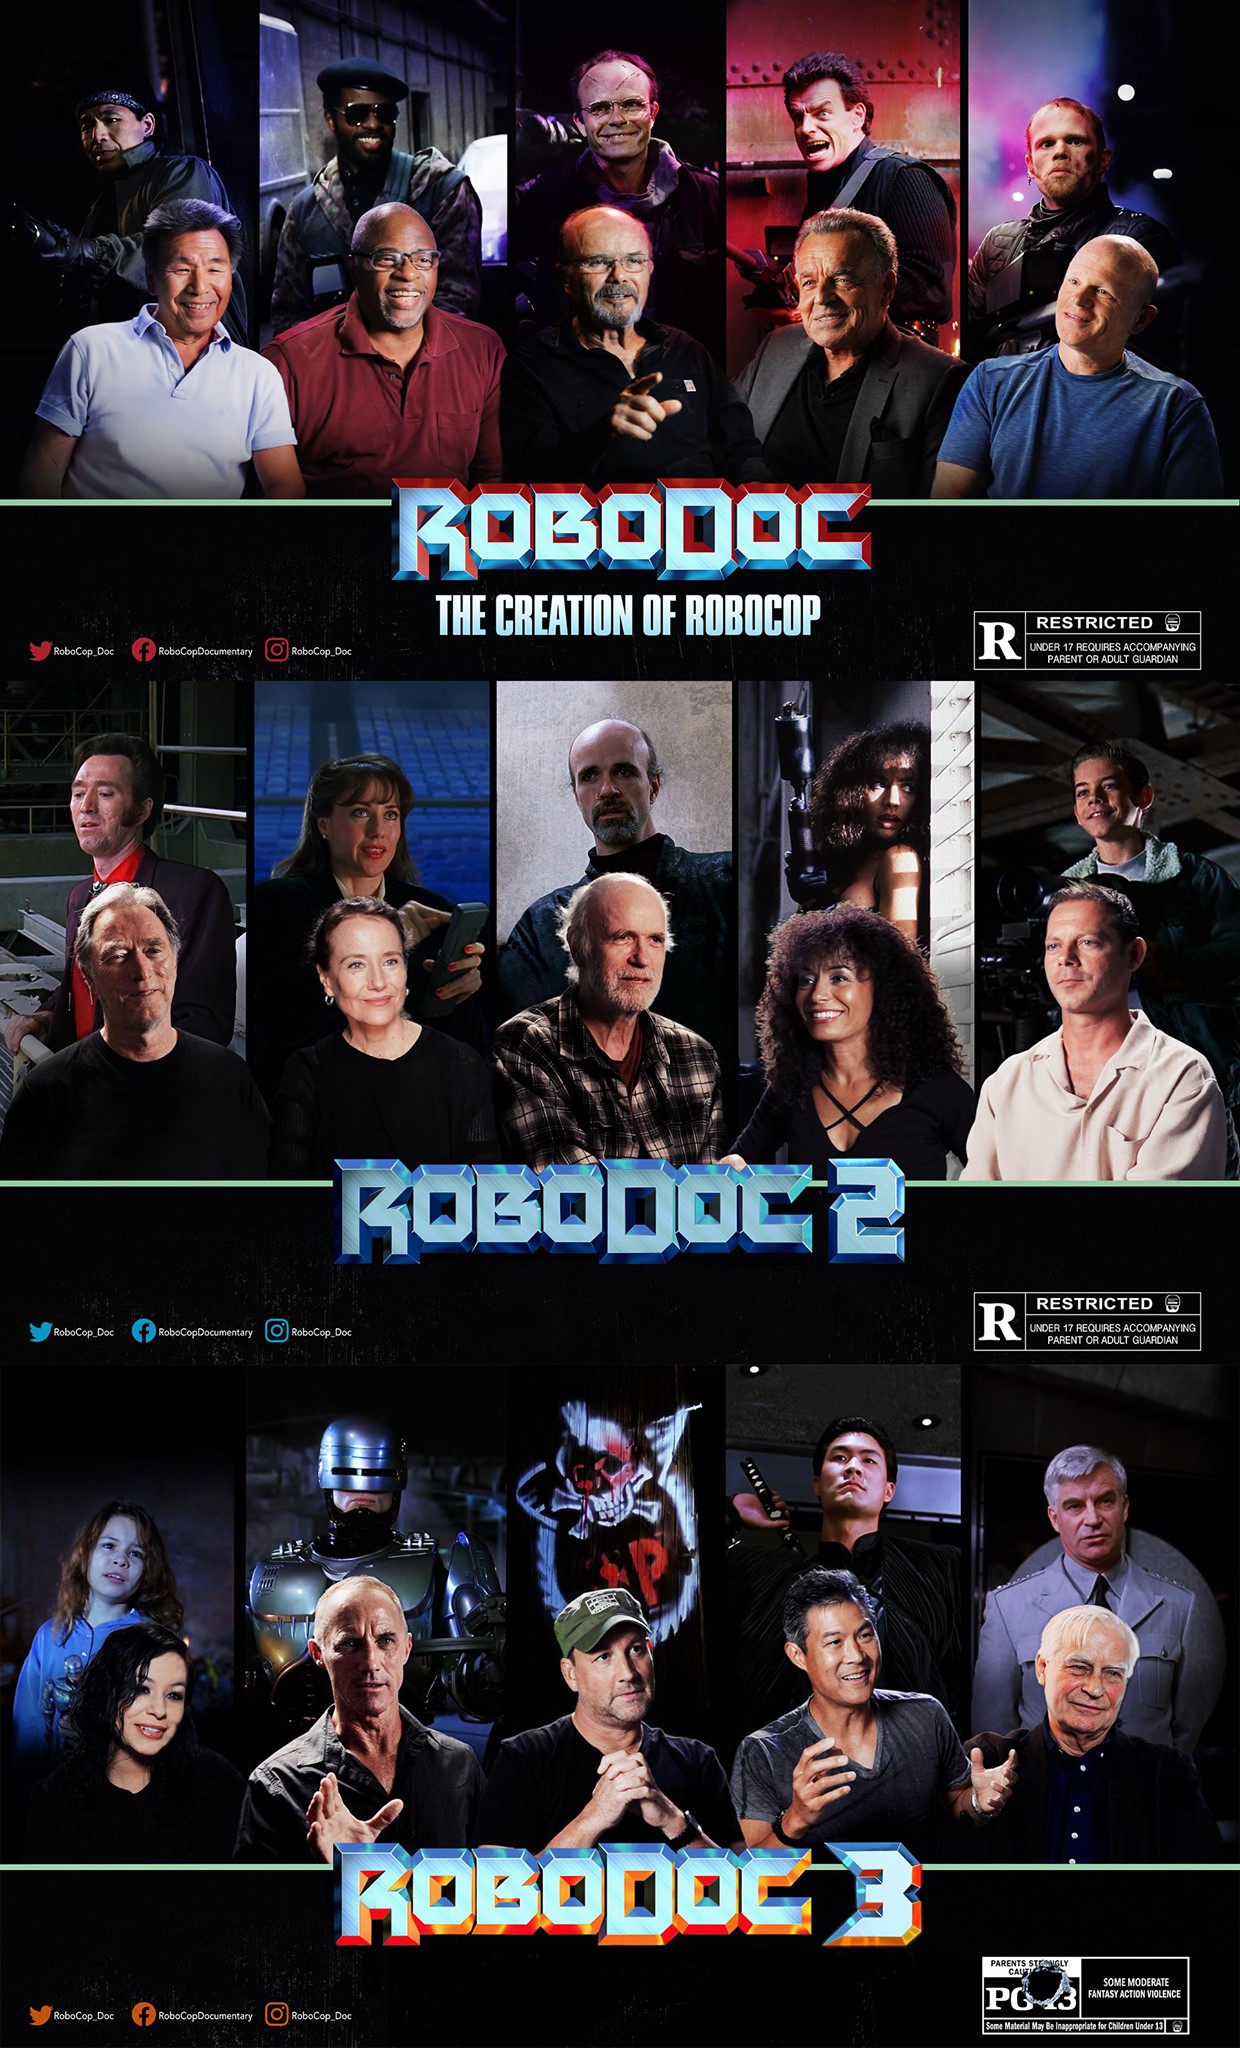 ROBODOC
THE CREATION OF ROBOCOP
RoboCop_Doc RoboCopDocumentary RoboCop_Doc
R RESTRICTED
UNDER 17 REQUIRES ACCOMPANYING
PARENT OR ADULT GUARDIAN
ROBODOC 2
RoboCop_Doc RoboCopDocumentary RoboCop_Doc
R RESTRICTED
UNDER 17 REQUIRES ACCOMPANYING
PARENT OR ADULT GUARDIAN
ROBODOC 3
RoboCop_Doc RoboCopDocumentary RoboCop_Doc
PARENTS
PG 13
SOME MODERATE
FANTASY ACTION VIOLENCE
Some Material May Be Inappropriate for Children Under 13